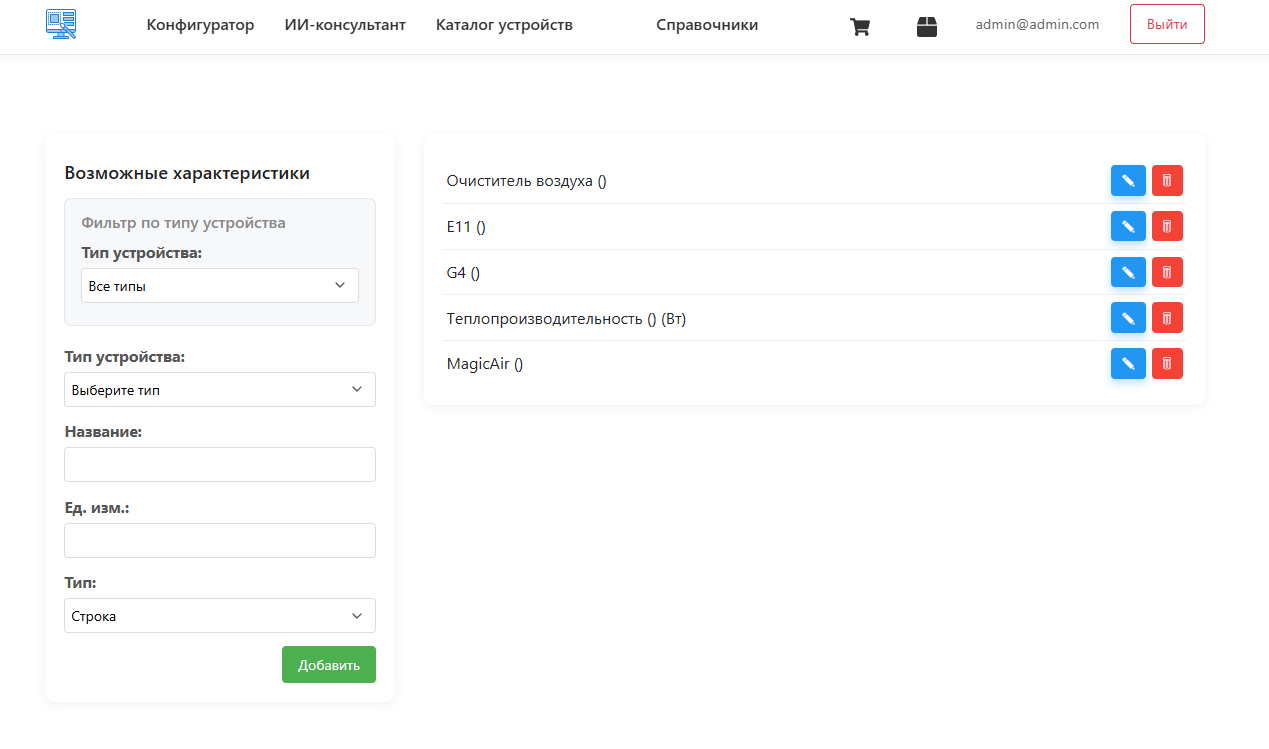 Конфигуратор ИИ-консультант Каталог устройств Справочники admin@admin.com Выйти
Возможные характеристики
Фильтр по типу устройства
Тип устройства:
Все типы
Тип устройства:
Выберите тип
Название:
Ед. изм.:
Тип:
Строка
Добавить
Очиститель воздуха ()
E11 ()
G4 ()
Теплопроизводительность () (Вт)
MagicAir ()